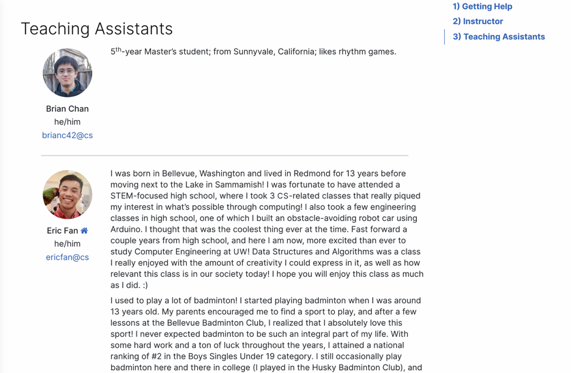 Teaching Assistants
5th-year Master's student; from Sunnyvale, California; likes rhythm games.
Brian Chan
he/him
brianc42@cs
I was born in Bellevue, Washington and lived in Redmond for 13 years before
moving next to the Lake in Sammamish! I was fortunate to have attended a
STEM-focused high school, where I took 3 CS-related classes that really piqued
my interest in what's possible through computing! I also took a few engineering
classes in high school, one of which I built an obstacle-avoiding robot car using
Arduino. I thought that was the coolest thing ever at the time. Fast forward a
couple years from high school, and here I am now, more excited than ever to
study Computer Engineering at UW! Data Structures and Algorithms was a class
I really enjoyed with the amount of creativity I could express in it, as well as how
relevant this class is in our society today! I hope you will enjoy this class as much
as I did. :)
Eric Fan
he/him
ericfan@cs
I used to play a lot of badminton! I started playing badminton when I was around
13 years old. My parents encouraged me to find a sport to play, and after a few
lessons at the Bellevue Badminton Club, I realized that I absolutely love this
sport! I never expected badminton to be such an integral part of my life. With
some hard work and a ton of luck throughout the years, I attained a national
ranking of #2 in the Boys Singles Under 19 category. I still occasionally play
badminton here and there in college (I played in the Husky Badminton Club), and
1) Getting Help
2) Instructor
3) Teaching Assistants